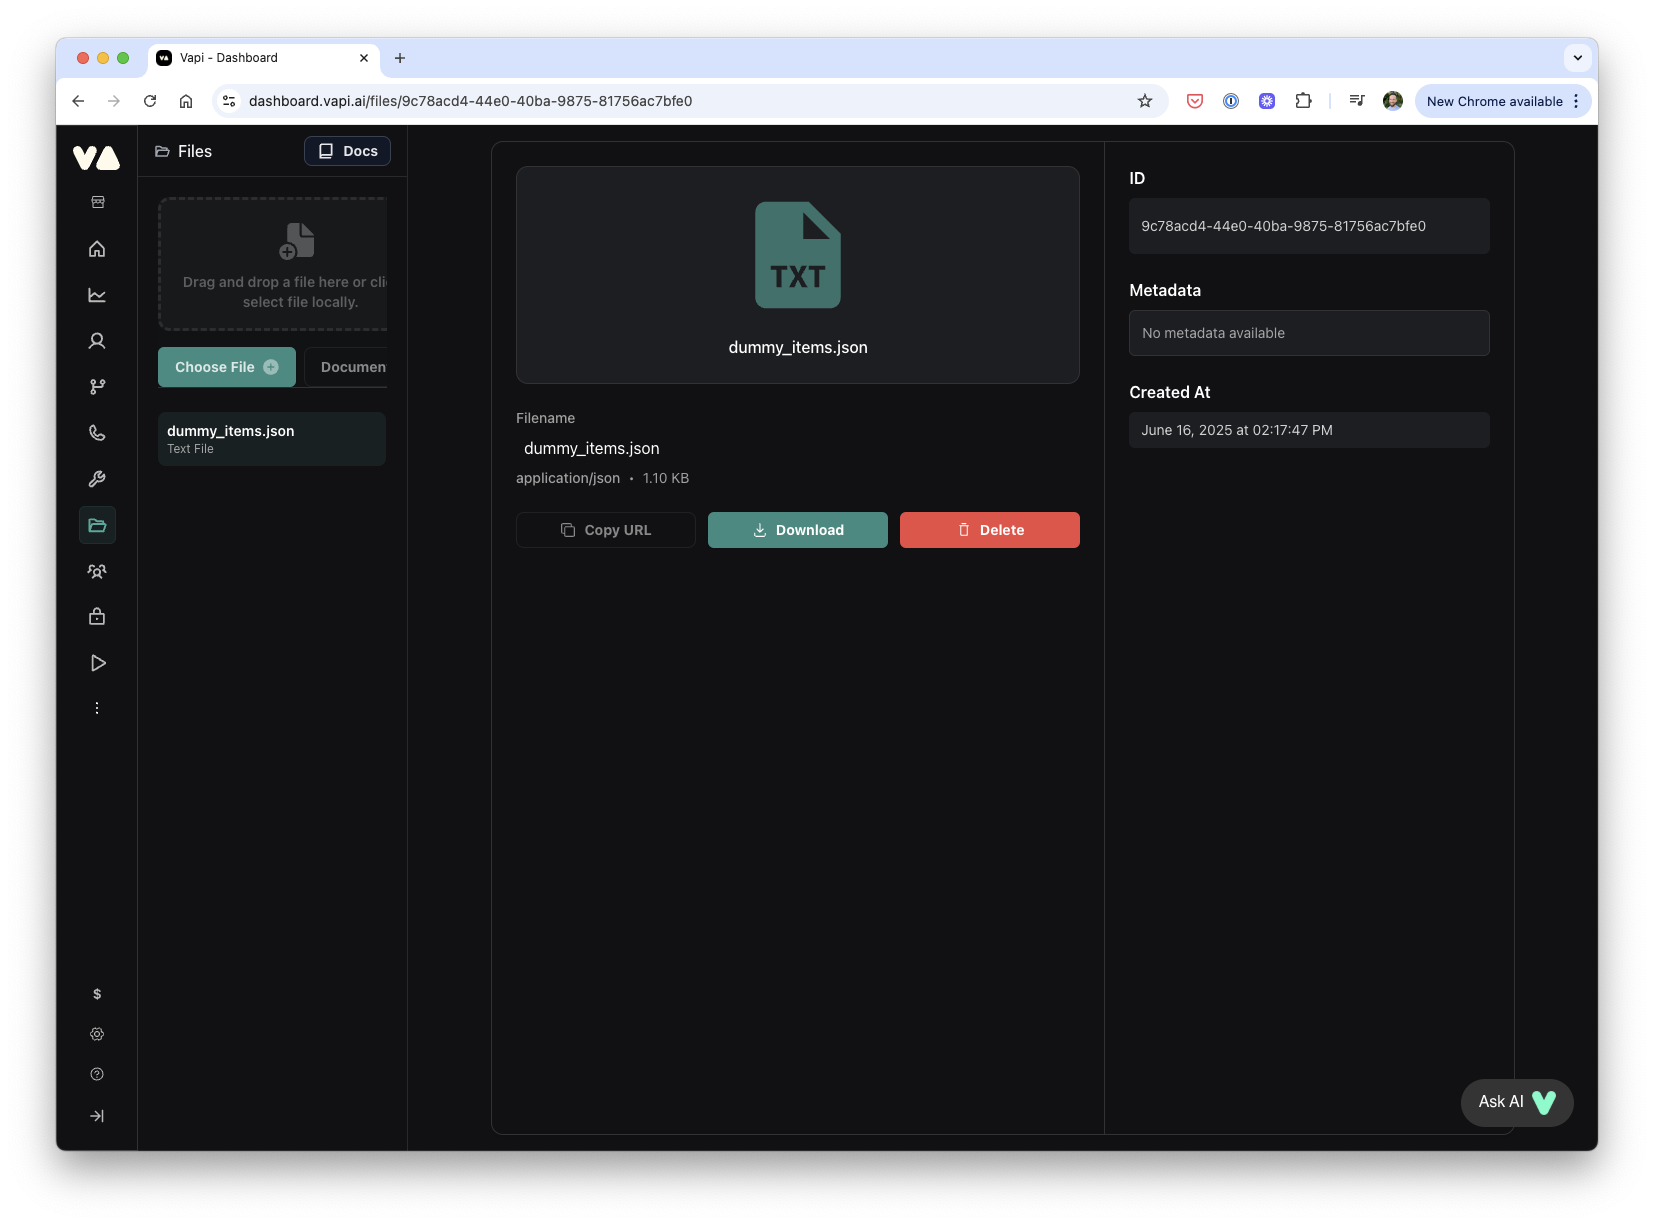 Vapi - Dashboard
dashboard.vapi.ai/files/9c78acd4-44e0-40ba-9875-81756ac7bfe0
New Chrome available
Files
Docs
Drag and drop a file here or cli
select file locally.
Choose File
Documen
dummy_items.json
Text File
TXT
dummy_items.json
Filename
dummy_items.json
application/json • 1.10 KB
Copy URL
Download
Delete
ID
9c78acd4-44e0-40ba-9875-81756ac7bfe0
Metadata
No metadata available
Created At
June 16, 2025 at 02:17:47 PM
$
Ask AI